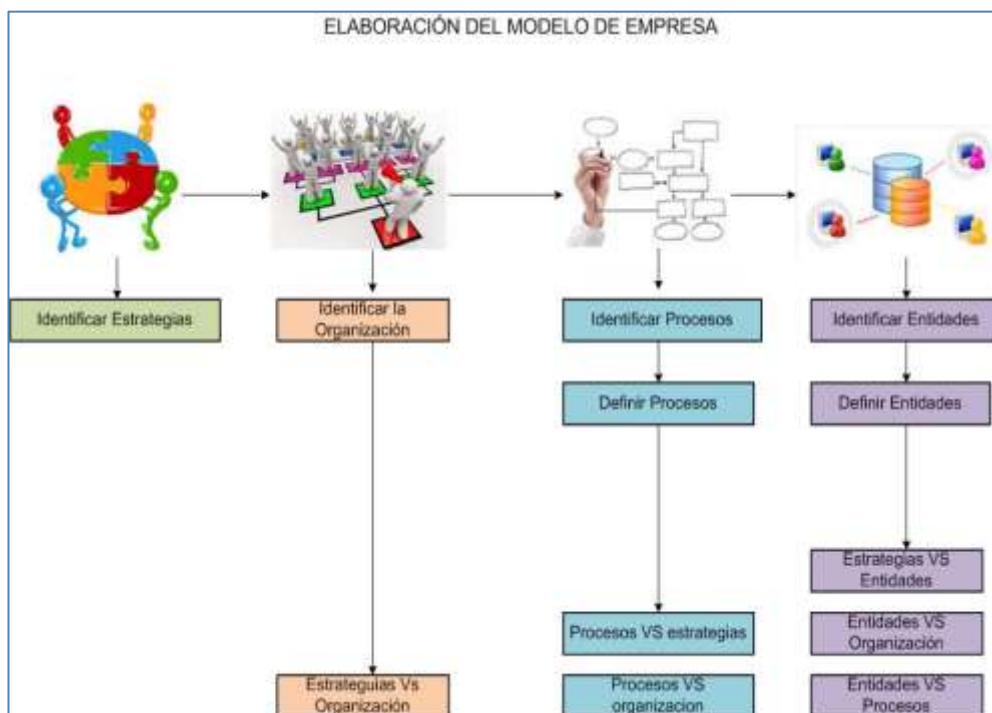 ELABORACIÓN DEL MODELO DE EMPRESA
Identificar Estrategias
Identificar la
Organización
Identificar Procesos
Identificar Entidades
Definir Procesos
Definir Entidades
Estrategias VS
Entidades
Procesos VS estrategias
Entidades VS
Organización
Estrateguias Vs
Organización
Procesos VS
organizacion
Entidades VS
Procesos